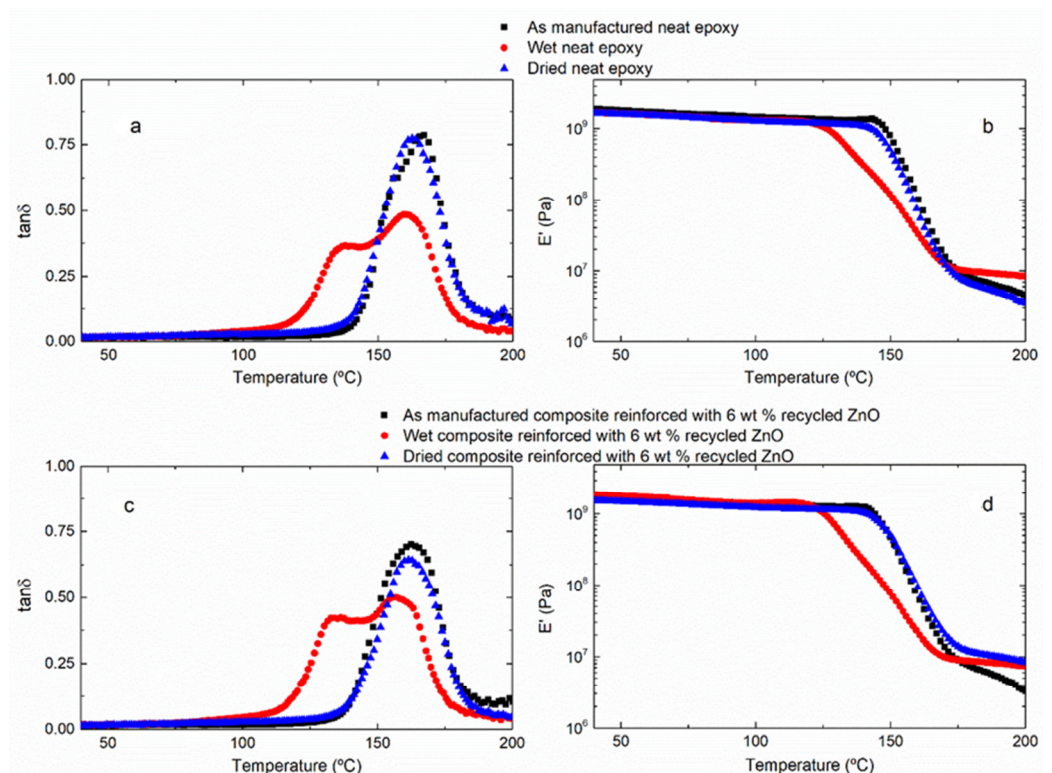 As manufactured neat epoxy
Wet neat epoxy
Dried neat epoxy
a
1.00
0.75
0.50
0.25
0.00
tanδ
50
100
150
200
Temperature (ºC)
b
10⁹
10⁸
10⁷
10⁶
E' (Pa)
50
100
150
200
Temperature (ºC)
As manufactured composite reinforced with 6 wt % recycled ZnO
Wet composite reinforced with 6 wt % recycled ZnO
Dried composite reinforced with 6 wt % recycled ZnO
c
1.00
0.75
0.50
0.25
0.00
tanδ
50
100
150
200
Temperature (ºC)
d
10⁹
10⁸
10⁷
10⁶
E' (Pa)
50
100
150
200
Temperature (ºC)